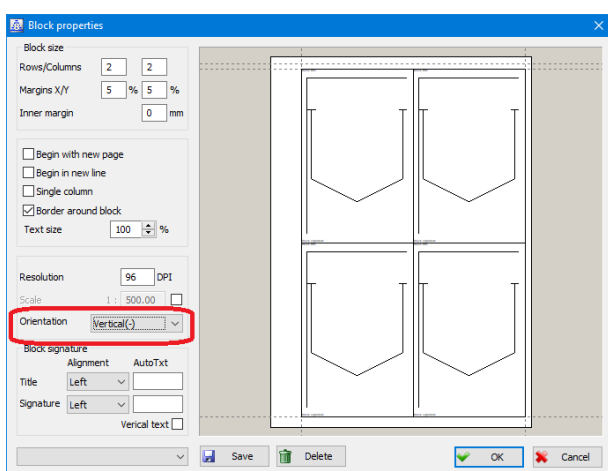 Block properties
Block size
Rows/Columns 2 2
Margins X/Y 5 % 5 %
Inner margin 0 mm
Begin with new page
Begin in new line
Single column
Border around block
Text size 100 %
Resolution 96 DPI
Scale 1 : 500.00
Orientation Vertical(-)
Block signature
Alignment AutoTxt
Title Left
Signature Left
Verical text
Save Delete OK Cancel